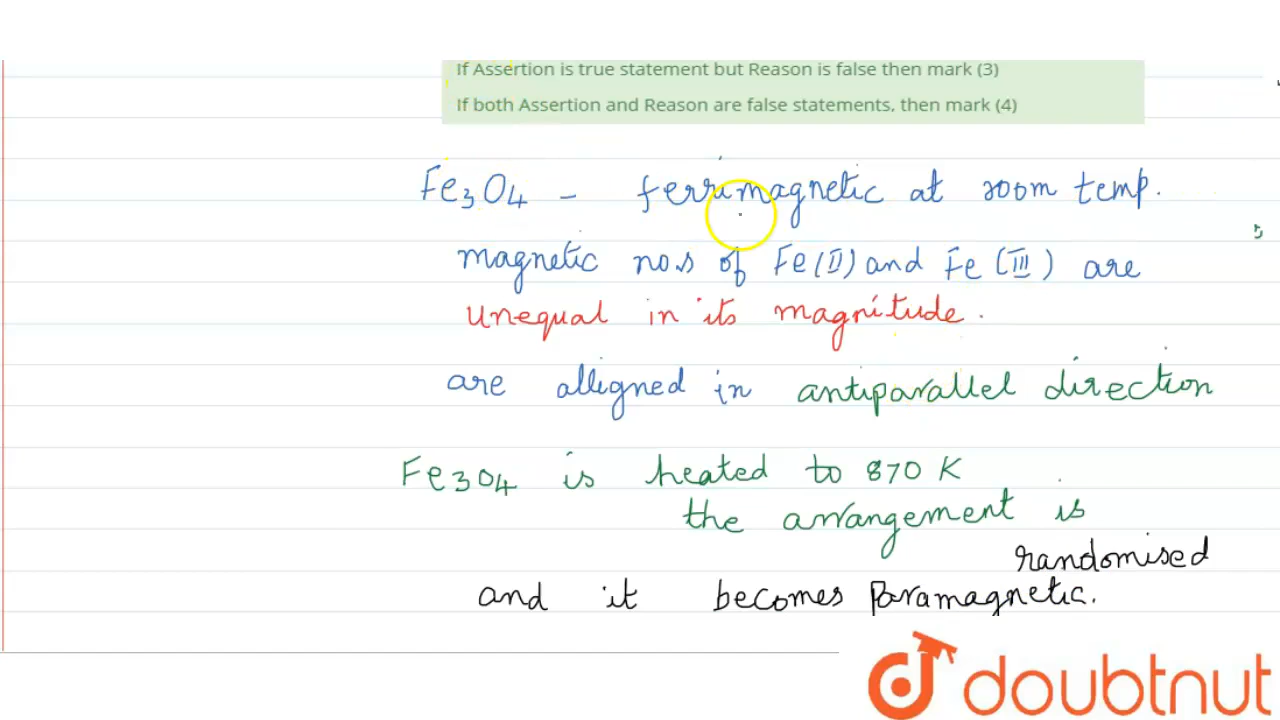 If Assertion is true statement but Reason is false then mark (3)
If both Assertion and Reason are false statements, then mark (4)
Fe3O4 - ferrimagnetic at room temp.
5
magnetic no.s of Fe(II) and Fe (III) are
unequal in its magnitude.
are alligned in antiparallel direction
Fe3O4 is heated to 870 K
the arrangement is
randomised
and it becomes Paramagnetic.
doubtnut